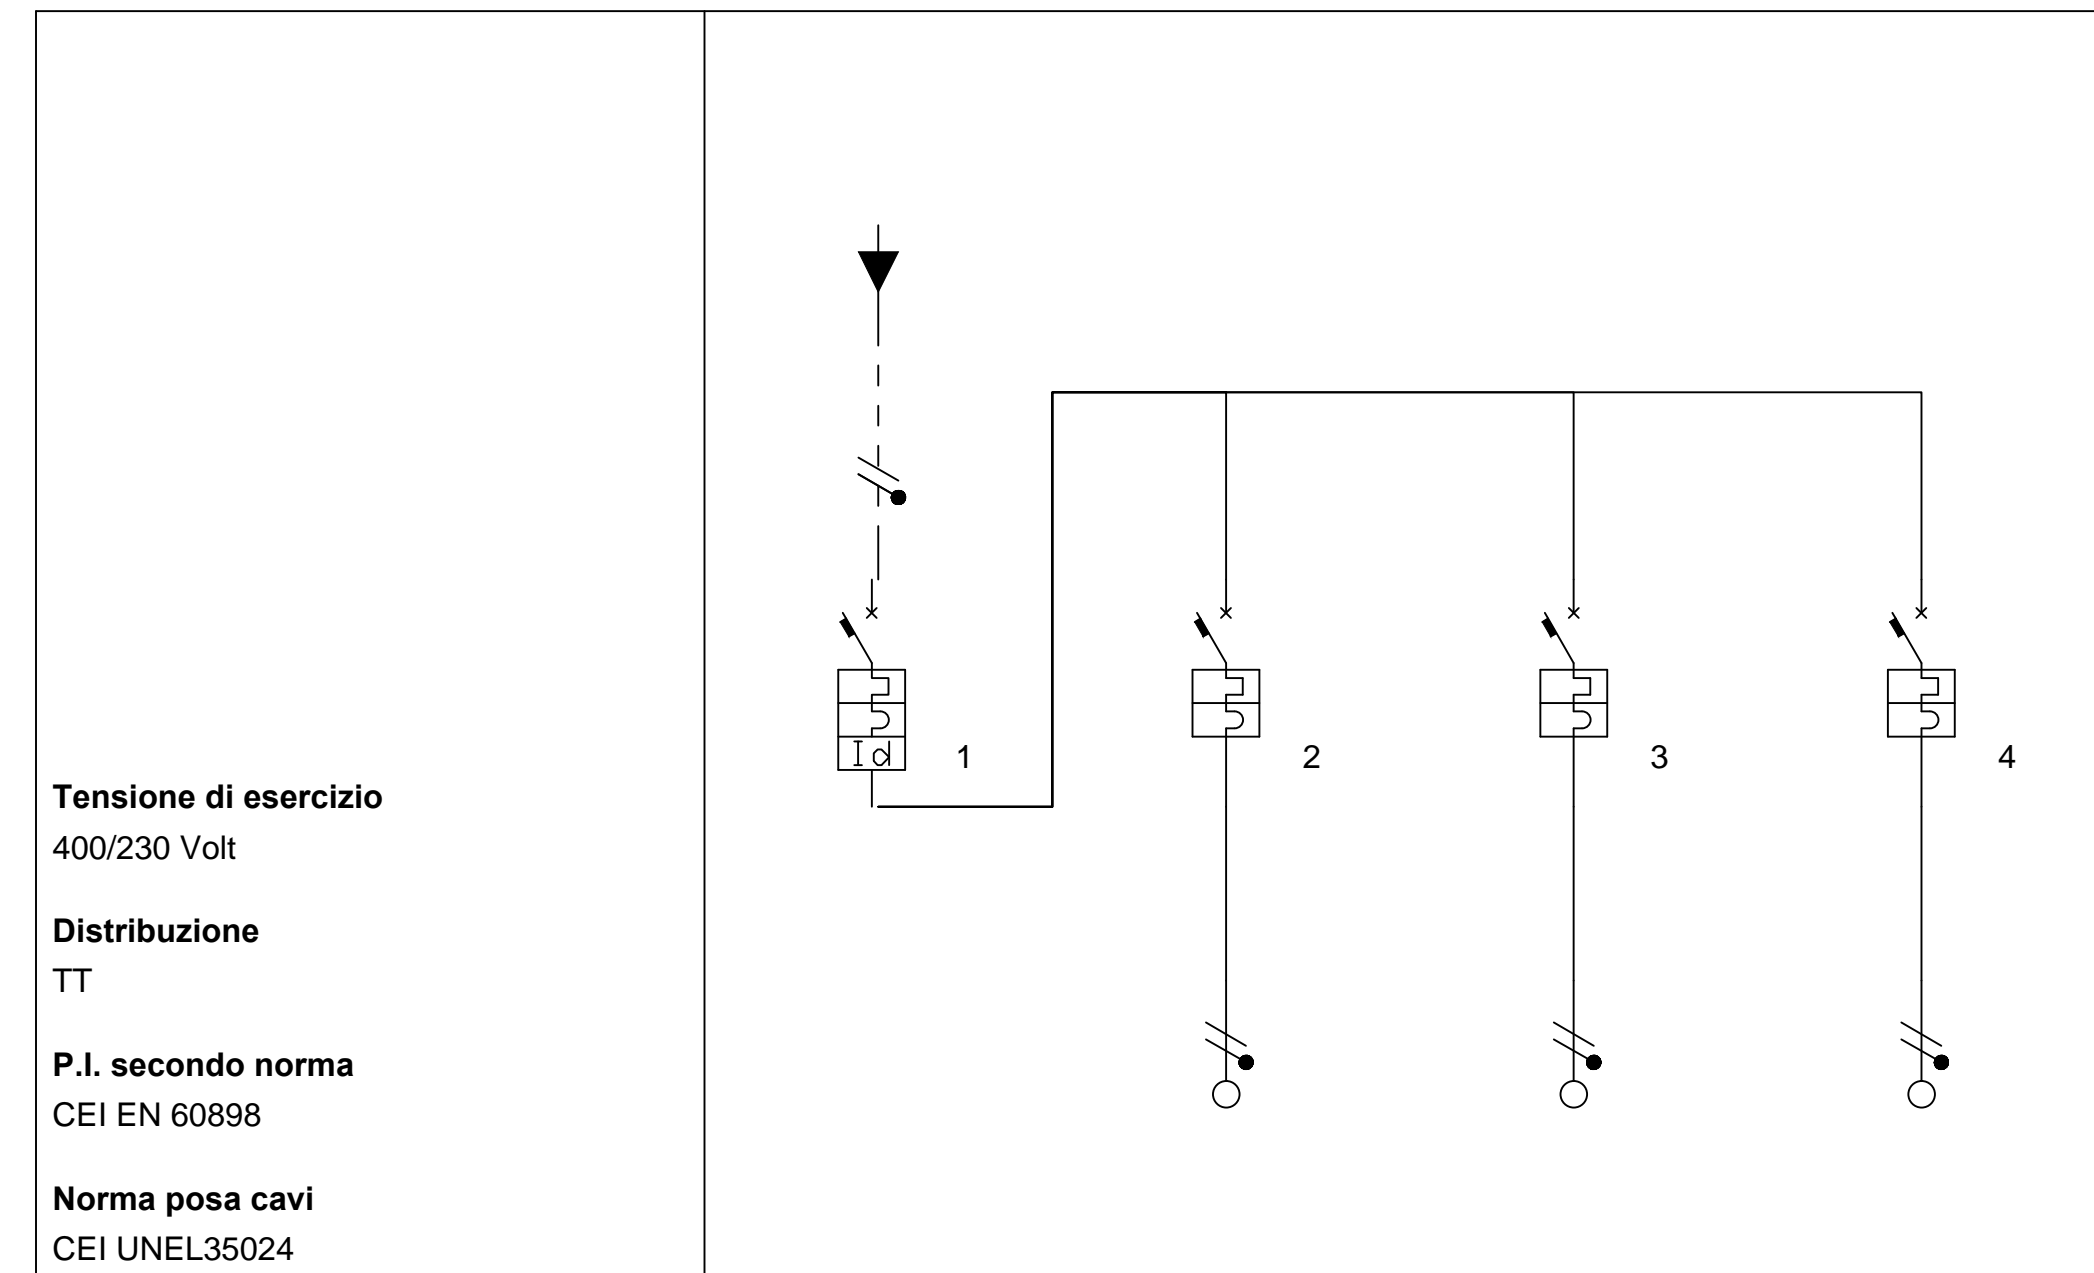 Id 1
2
3
4
Tensione di esercizio
400/230 Volt
Distribuzione
TT
P.I. secondo norma
CEI EN 60898
Norma posa cavi
CEI UNEL35024